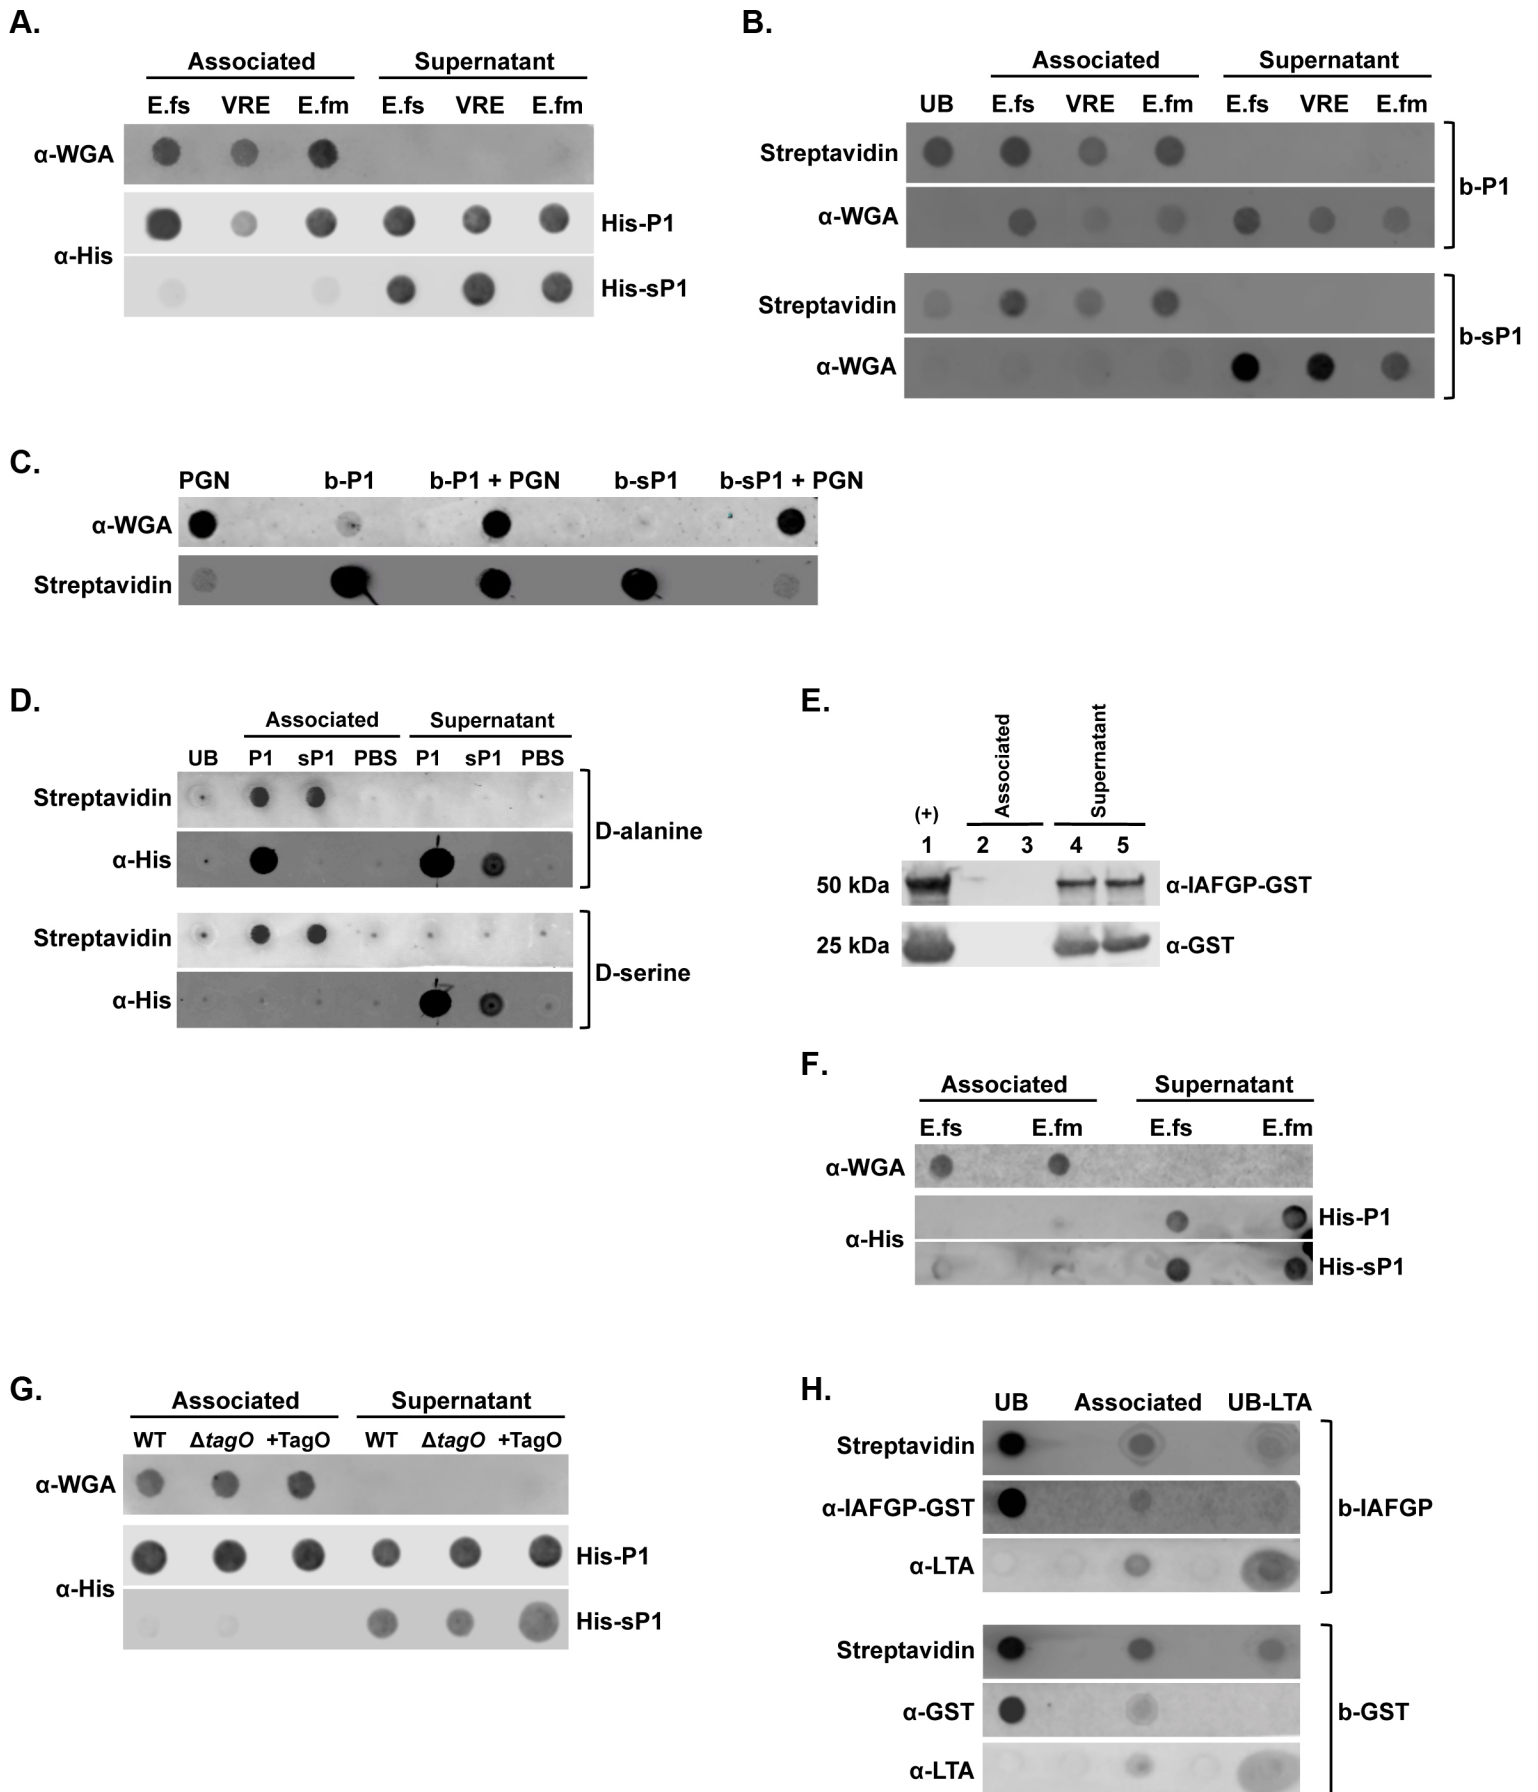 A.
Associated Supernatant
E.fs VRE E.fm E.fs VRE E.fm
α-WGA
α-His
His-P1
His-sP1
B.
Associated Supernatant
UB E.fs VRE E.fm E.fs VRE E.fm
Streptavidin
α-WGA
b-P1
Streptavidin
α-WGA
b-sP1
C.
PGN b-P1 b-P1 + PGN b-sP1 b-sP1 + PGN
α-WGA
Streptavidin
D.
Associated Supernatant
UB P1 sP1 PBS P1 sP1 PBS
Streptavidin
α-His
D-alanine
Streptavidin
α-His
D-serine
E.
Associated Supernatant
(+)
1 2 3 4 5
50 kDa α-IAFGP-GST
25 kDa α-GST
F.
Associated Supernatant
E.fs E.fm E.fs E.fm
α-WGA
α-His
His-P1
His-sP1
G.
Associated Supernatant
WT ΔtagO +TagO WT ΔtagO +TagO
α-WGA
α-His
His-P1
His-sP1
H.
UB Associated UB-LTA
Streptavidin
α-IAFGP-GST
α-LTA
b-IAFGP
Streptavidin
α-GST
α-LTA
b-GST